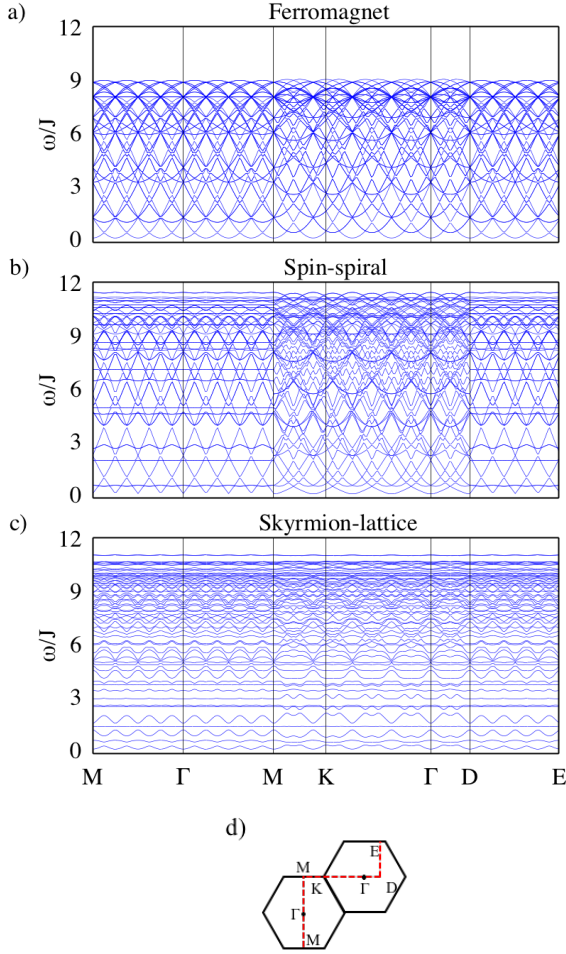 a)
Ferromagnet
12
9
6
3
0
ω/J
b)
Spin-spiral
12
9
6
3
0
ω/J
c)
Skyrmion-lattice
12
9
6
3
0
ω/J
M Γ M K Γ D E
d)
E
M
K Γ D
Γ
M